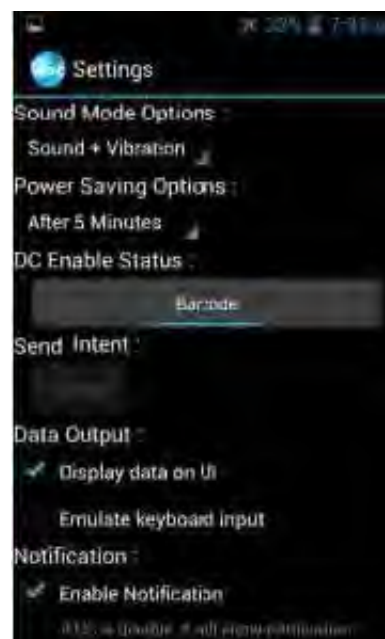 Settings
Sound Mode Options :
Sound + Vibration
Power Saving Options :
After 5 Minutes
DC Enable Status :
Barcode
Send Intent :
Data Output :
Display data on UI
Emulate keyboard input
Notification :
Enable Notification